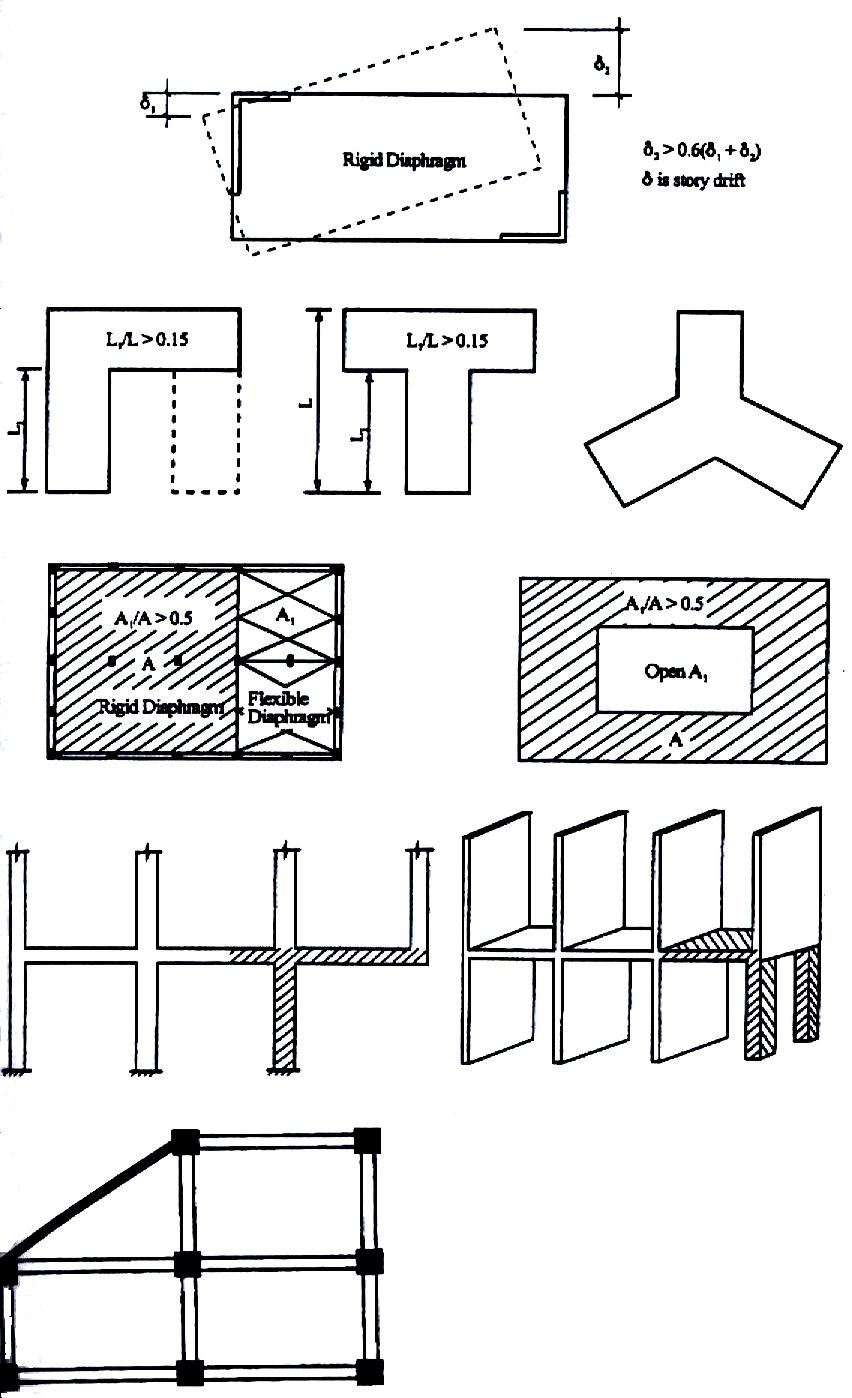 δ₁
δ₂
Rigid Diaphragm
δ₂ > 0.6(δ₁ + δ₂)
δ is story drift
L₁/L > 0.15
L₁
L₁/L > 0.15
L
L₁
A₁/A > 0.5
A₁
A
Rigid Diaphragm
Flexible
Diaphragm
A₁/A > 0.5
Open A₁
A